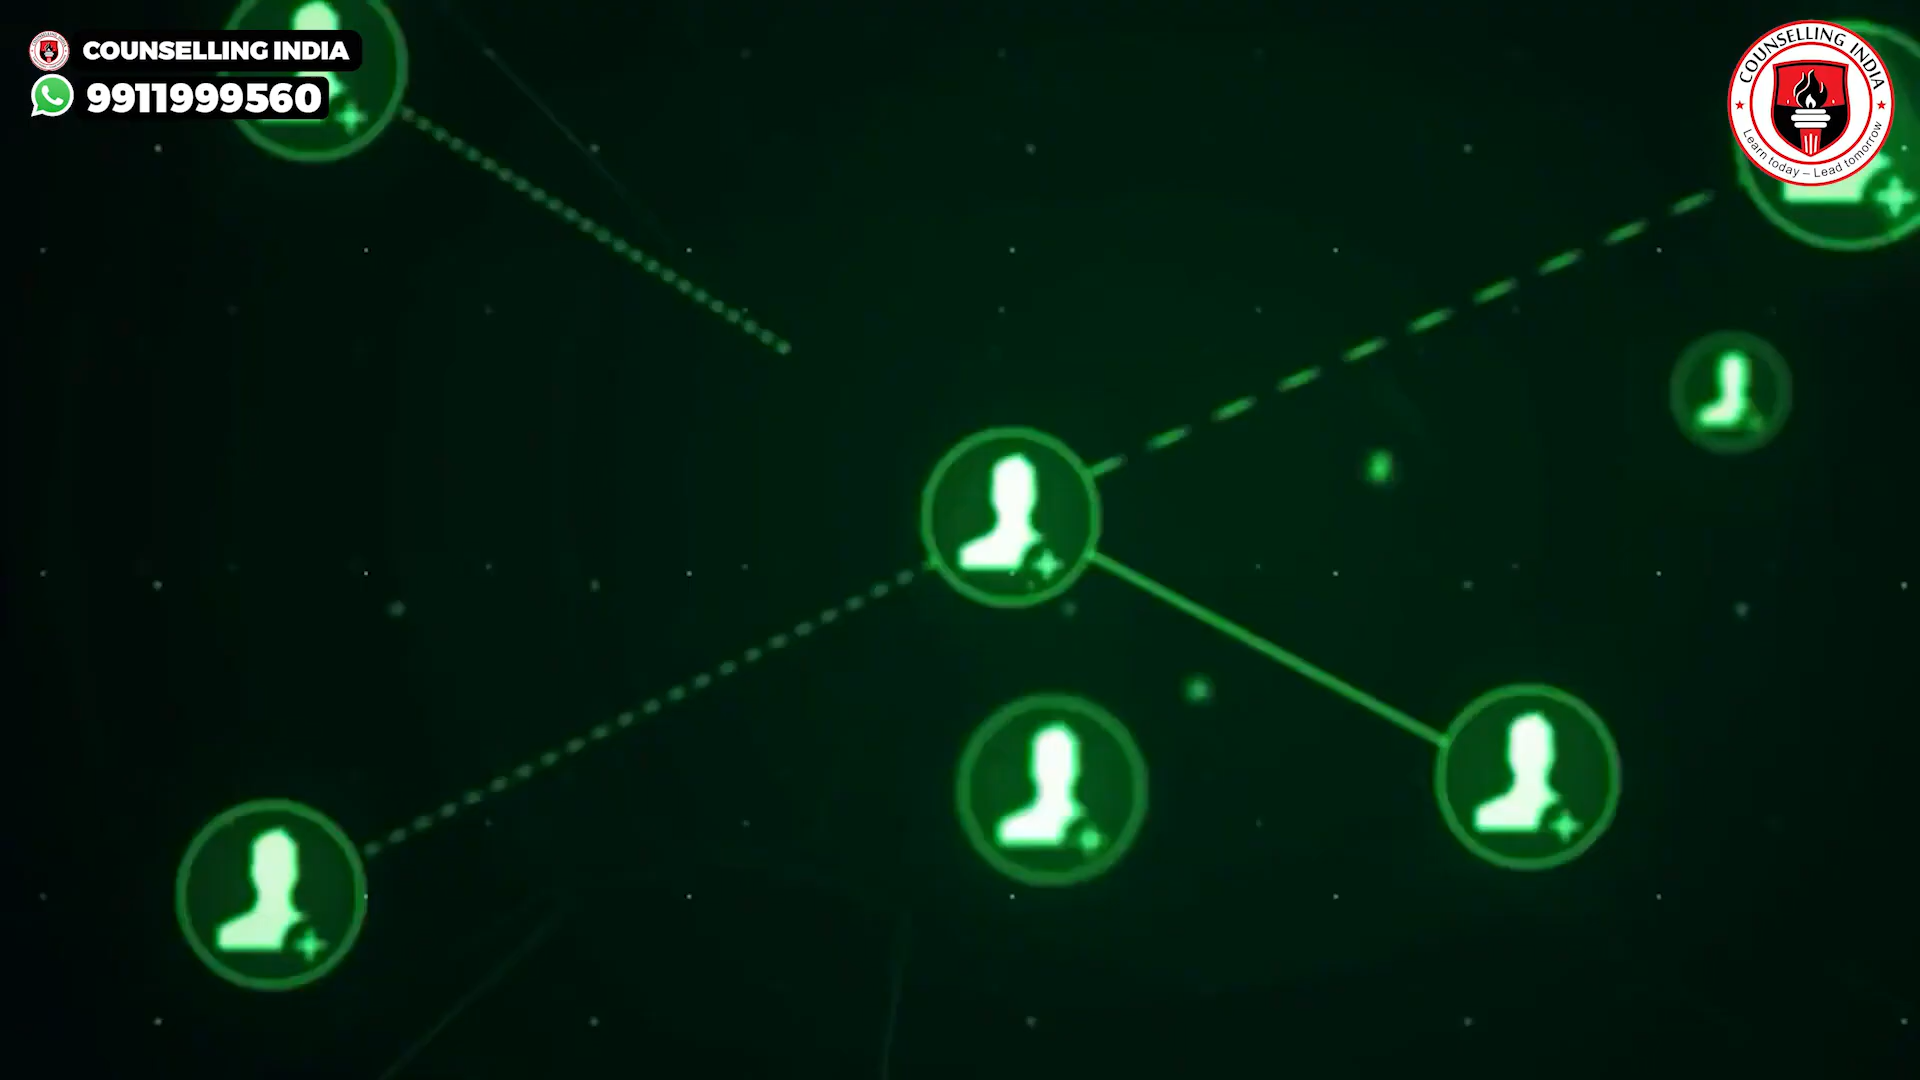 COUNSELLING INDIA
9911999560
COUNSELLING INDIA
Learn today – Lead tomorrow